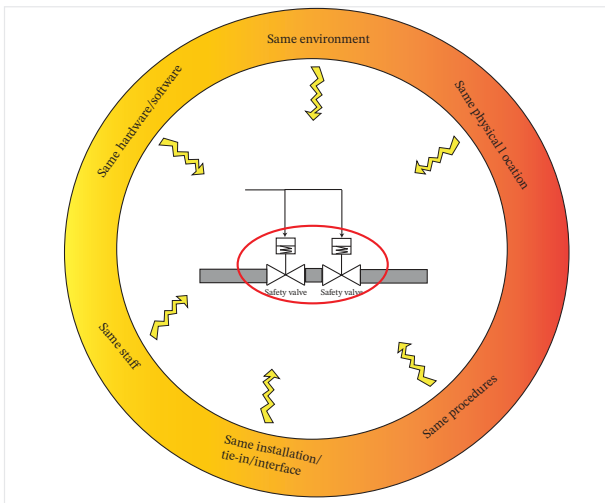 Same environment
Same hardware/software
Same physical l ocation
Safety valve
Safety valve
Same staff
Same procedures
Same installation/
tie-in/interface